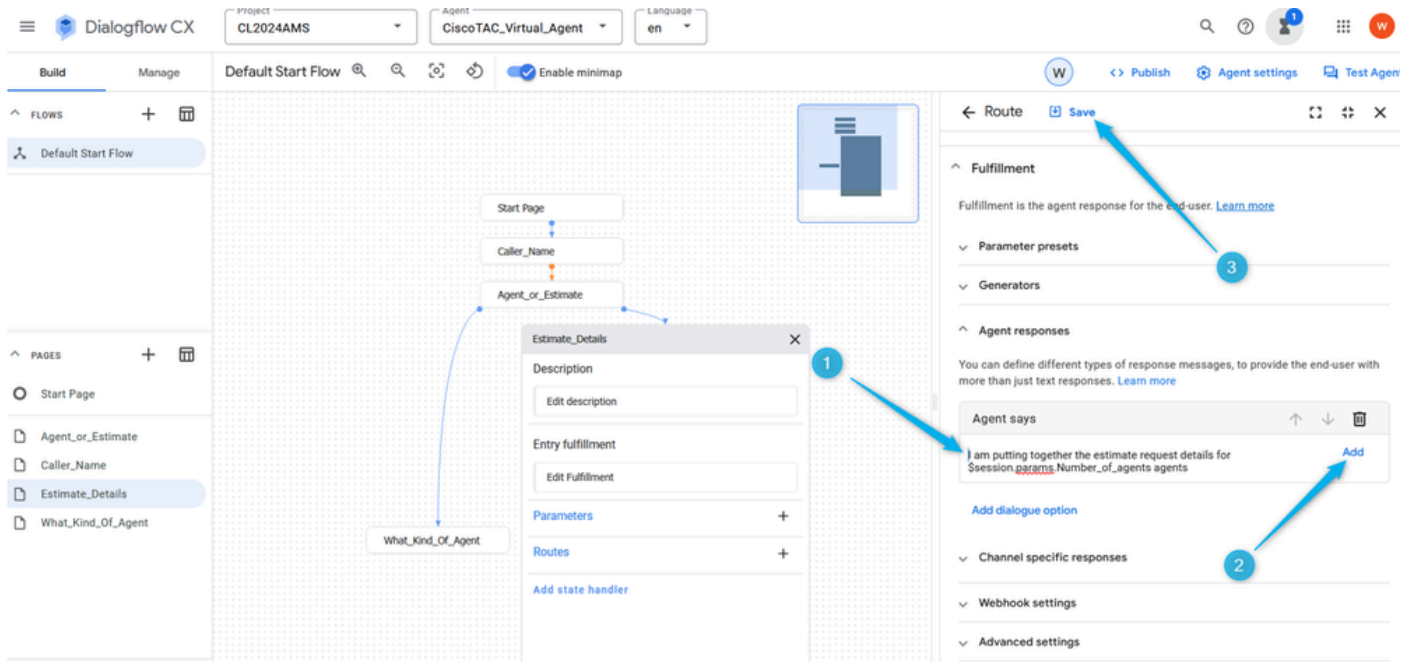 Dialogflow CX
Project
CL2024AMS
Agent
CiscoTAC_Virtual_Agent
Language
en
1
W
Build
Manage
Default Start Flow
Enable minimap
W
Publish
Agent settings
Test Agent
FLOWS
Default Start Flow
PAGES
Start Page
Agent_or_Estimate
Caller_Name
Estimate_Details
What_Kind_Of_Agent
Start Page
Caller_Name
Agent_or_Estimate
What_Kind_Of_Agent
Estimate_Details
Description
Edit description
Entry fulfillment
Edit Fulfillment
Parameters
Routes
Add state handler
Route
Save
Fulfillment
Fulfillment is the agent response for the end-user. Learn more
Parameter presets
3
Generators
Agent responses
1
You can define different types of response messages, to provide the end-user with
more than just text responses. Learn more
Agent says
I am putting together the estimate request details for
$session.params.Number_of_agents agents
Add
Add dialogue option
Channel specific responses
2
Webhook settings
Advanced settings